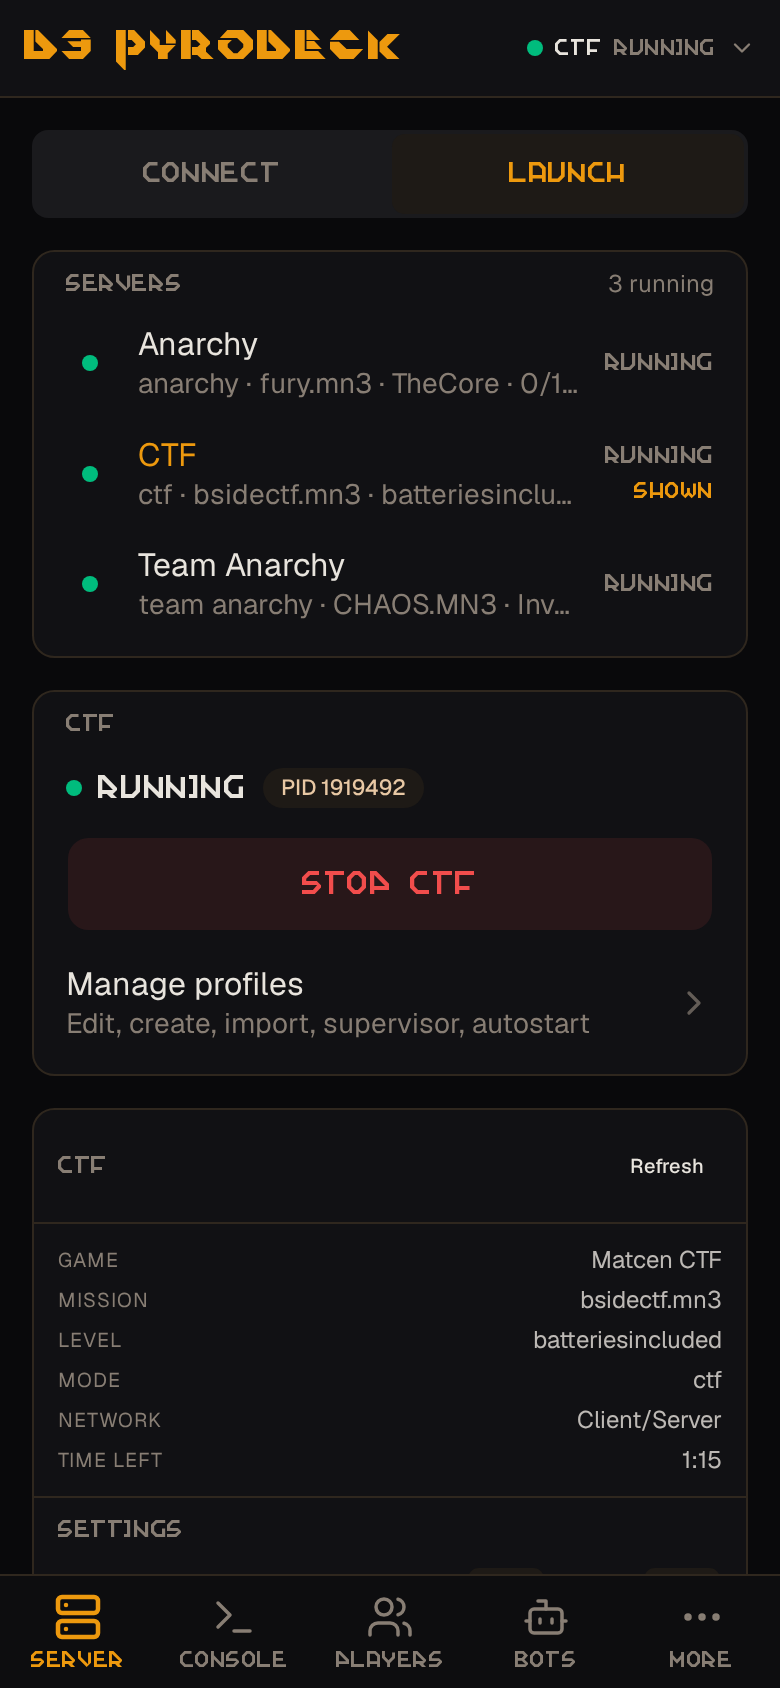 D3 PYRODECK
CTF RUNNING
CONNECT
LAUNCH
SERVERS
3 running
Anarchy
anarchy · fury.mn3 · TheCore · 0/1...
RUNNING
CTF
ctf · bsidectf.mn3 · batteriesinclu...
RUNNING
SHOWN
Team Anarchy
team anarchy · CHAOS.MN3 · Inv...
RUNNING
CTF
RUNNING
PID 1919492
STOP CTF
Manage profiles
Edit, create, import, supervisor, autostart
CTF
Refresh
GAME
Matcen CTF
MISSION
bsidectf.mn3
LEVEL
batteriesincluded
MODE
ctf
NETWORK
Client/Server
TIME LEFT
1:15
SETTINGS
SERVER
CONSOLE
PLAYERS
BOTS
MORE